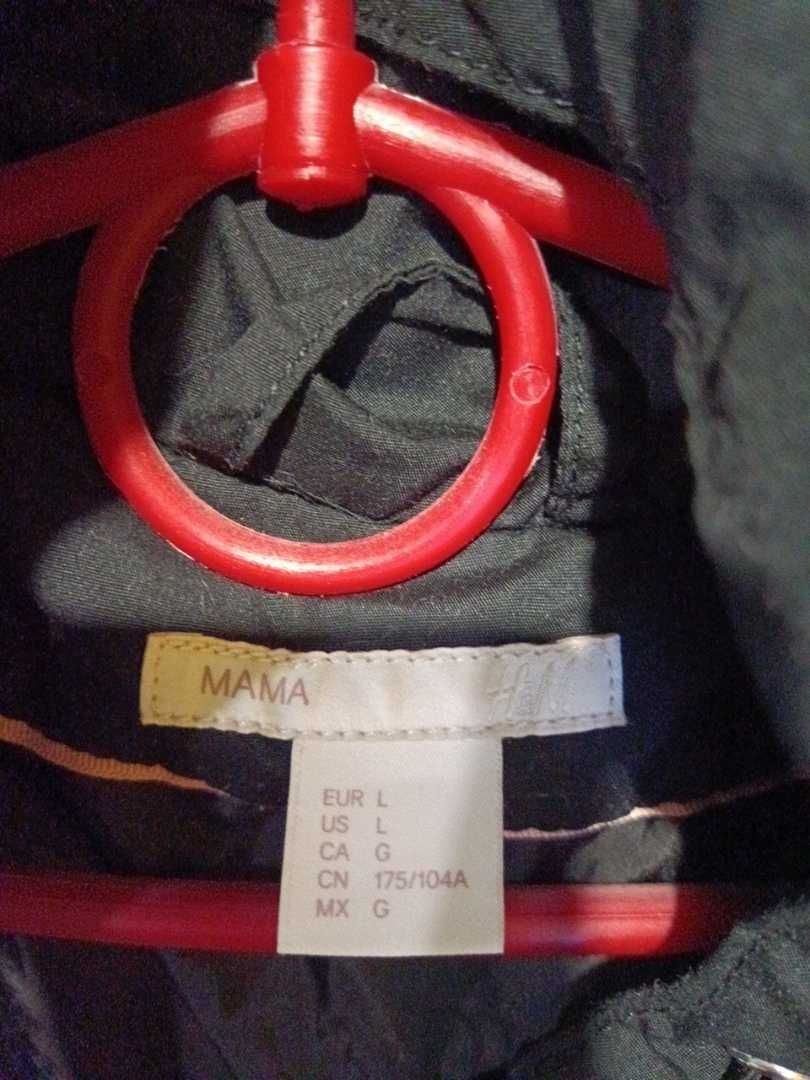 MAMA H&M
EUR L
US L
CA G
CN 175/104A
MX G